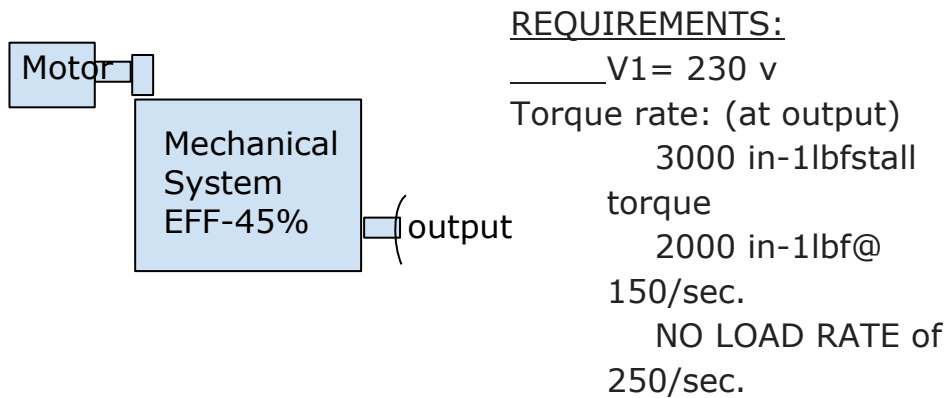 Motor
Mechanical
System
EFF-45%
output
REQUIREMENTS:
______V1= 230 v
Torque rate: (at output)
3000 in-1lbfstall
torque
2000 in-1lbf@
150/sec.
NO LOAD RATE of
250/sec.